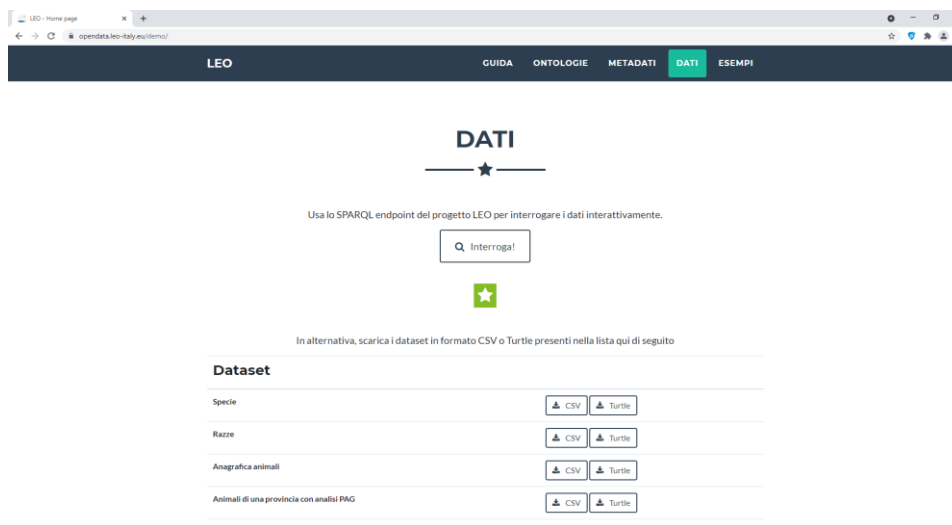 LEO - Home page
opendata.leo-italy.eu/demo/
LEO GUIDA ONTOLOGIE METADATI DATI ESEMPI
DATI
Usa lo SPARQL endpoint del progetto LEO per interrogare i dati interattivamente.
Interroga!
In alternativa, scarica i dataset in formato CSV o Turtle presenti nella lista qui di seguito
Dataset
Specie CSV Turtle
Razze CSV Turtle
Anagrafica animali CSV Turtle
Animali di una provincia con analisi PAG CSV Turtle